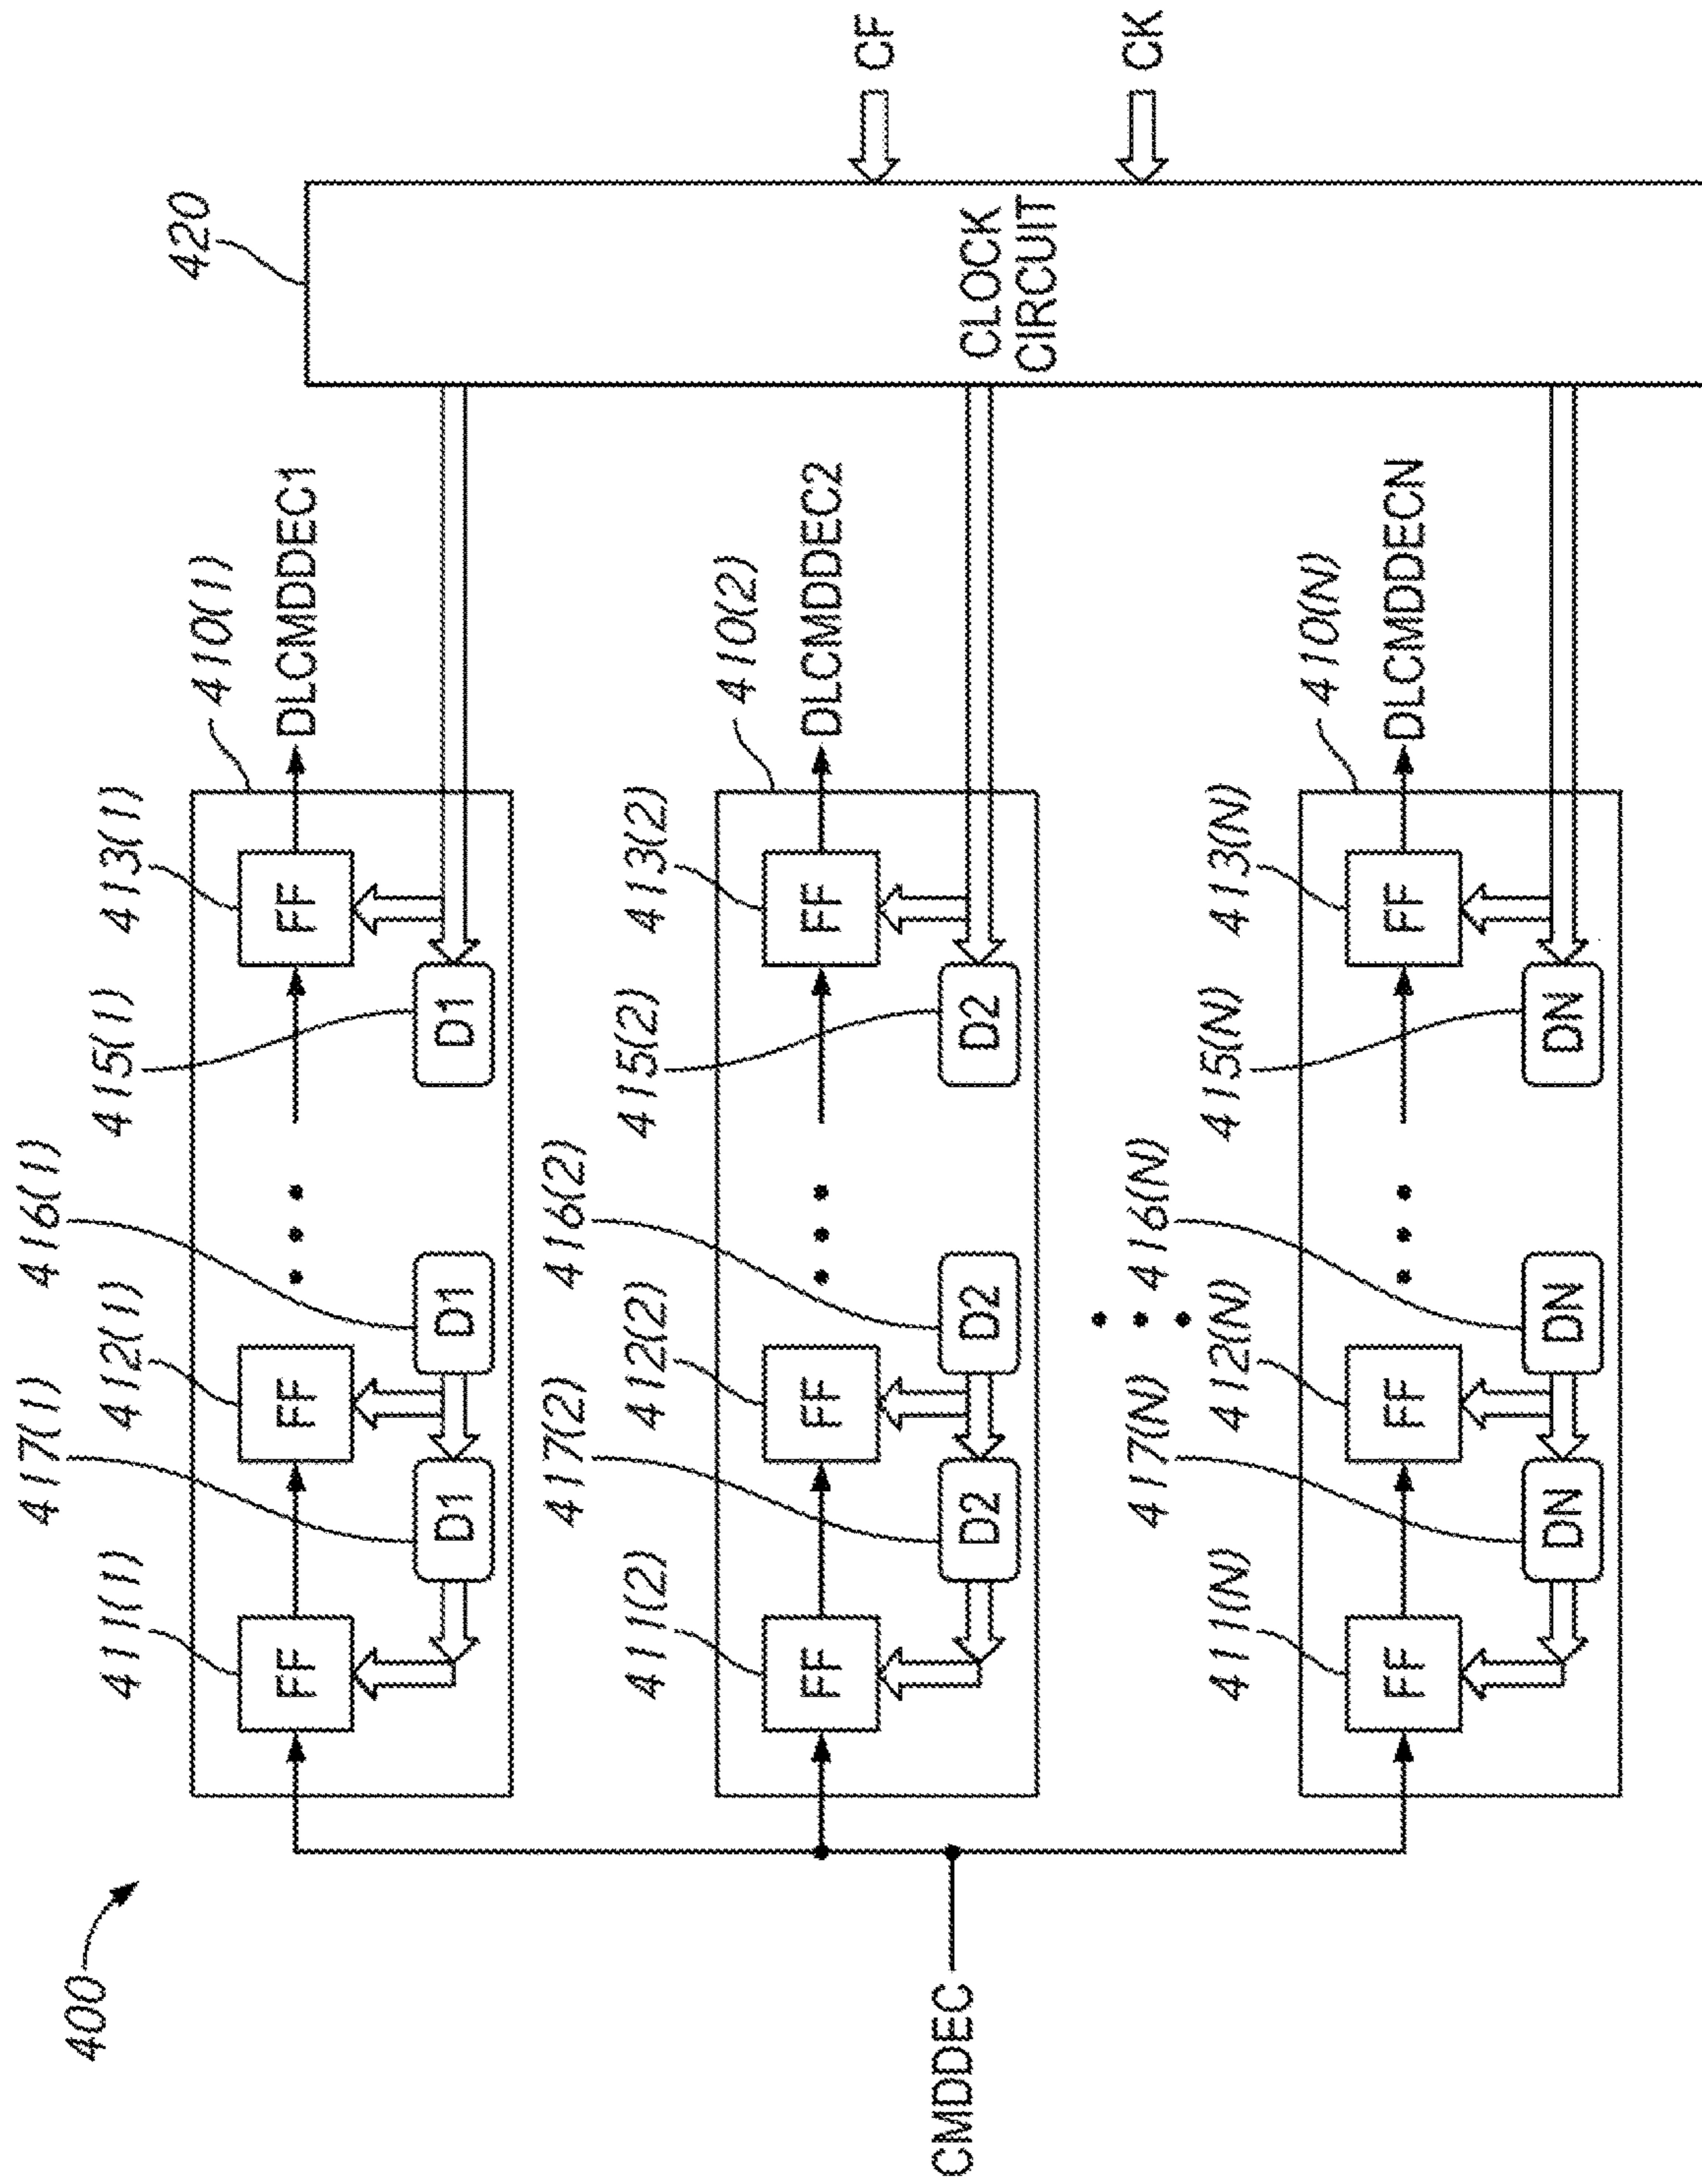 400
420
CLOCK
CIRCUIT
CF
CK
CMDDEC
410(1)
411(1)
417(1)
412(1)
416(1)
415(1)
413(1)
FF
FF
FF
D1
D1
D1
DLCMDDEC1
410(2)
411(2)
417(2)
412(2)
416(2)
415(2)
413(2)
FF
FF
FF
D2
D2
D2
DLCMDDEC2
410(N)
411(N)
417(N)
412(N)
416(N)
415(N)
413(N)
FF
FF
FF
DN
DN
DN
DLCMDDECN